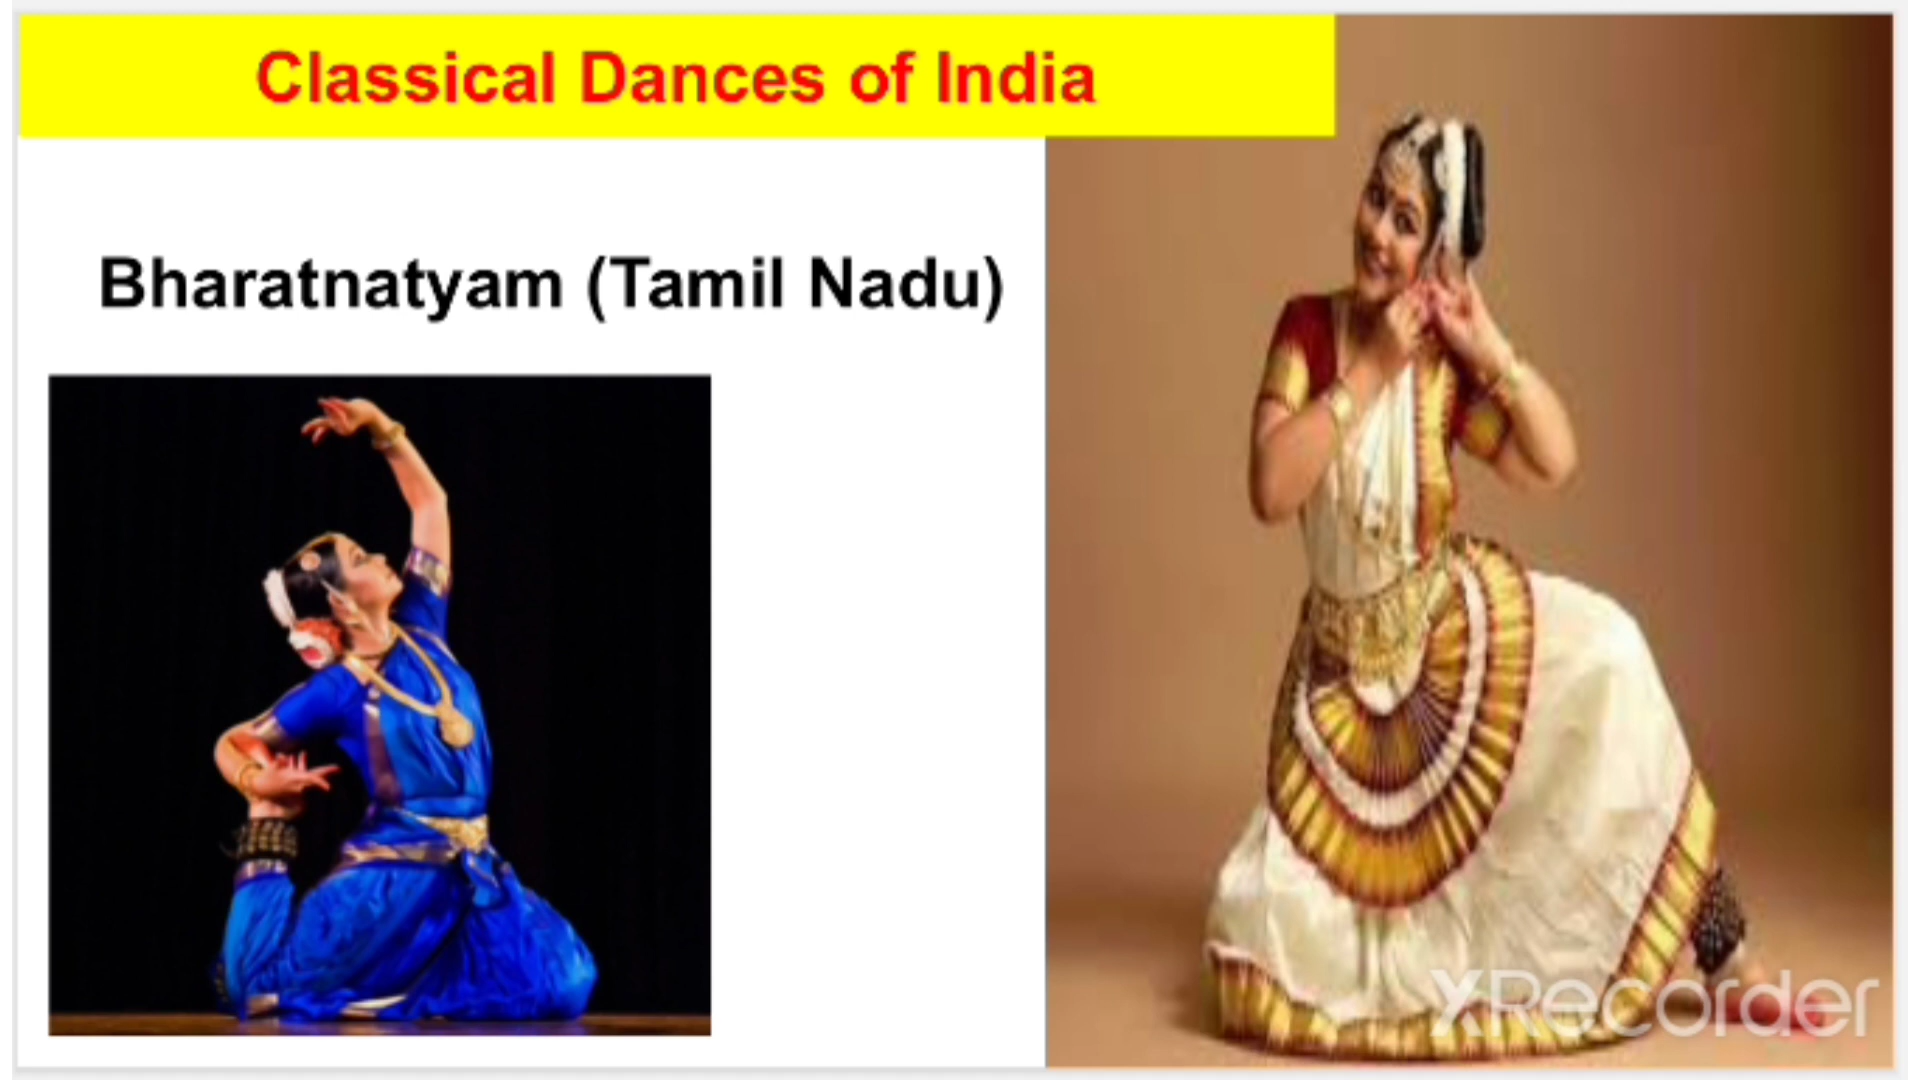 Classical Dances of India
Bharatnatyam (Tamil Nadu)
XRecorder